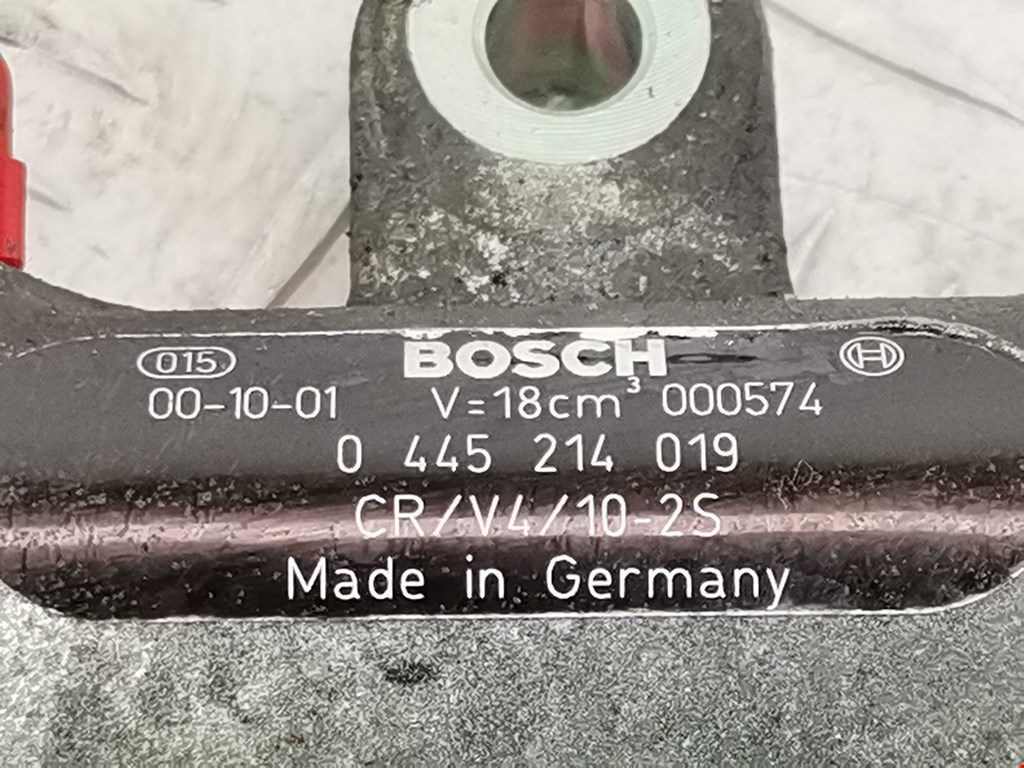 015 BOSCH
00-10-01 V=18cm³ 000574
0 445 214 019
CR/V4/10-2S
Made in Germany